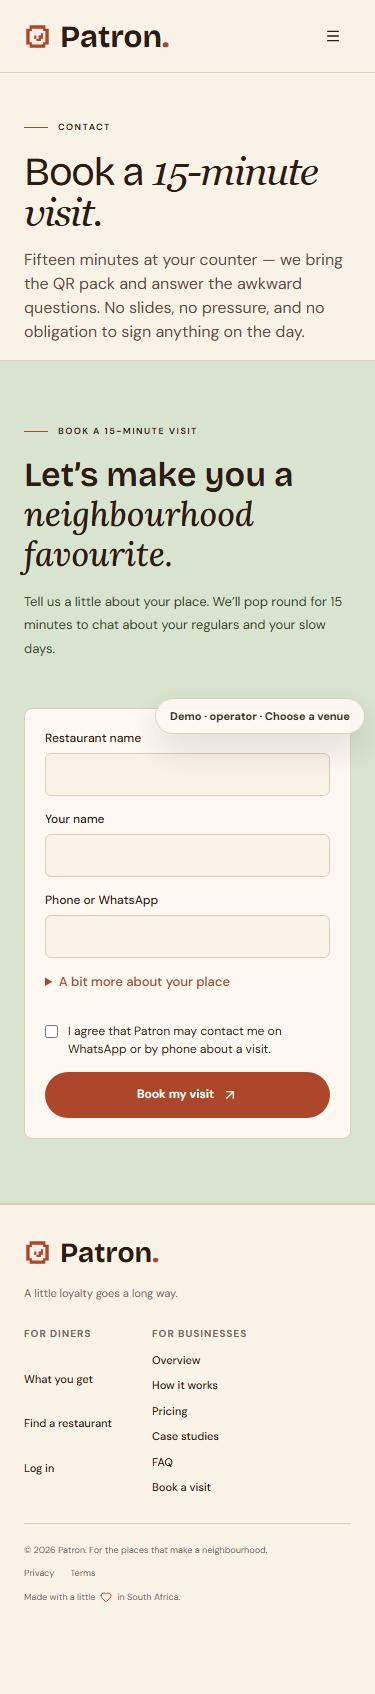 Patron.
CONTACT
Book a 15-minute
visit.
Fifteen minutes at your counter — we bring
the QR pack and answer the awkward
questions. No slides, no pressure, and no
obligation to sign anything on the day.
BOOK A 15-MINUTE VISIT
Let's make you a
neighbourhood
favourite.
Tell us a little about your place. We'll pop round for 15
minutes to chat about your regulars and your slow
days.
Demo · operator · Choose a venue
Restaurant name
Your name
Phone or WhatsApp
A bit more about your place
I agree that Patron may contact me on
WhatsApp or by phone about a visit.
Book my visit
Patron.
A little loyalty goes a long way.
FOR DINERS
What you get
Find a restaurant
Log in
FOR BUSINESSES
Overview
How it works
Pricing
Case studies
FAQ
Book a visit
© 2026 Patron. For the places that make a neighbourhood.
Privacy Terms
Made with a little in South Africa.